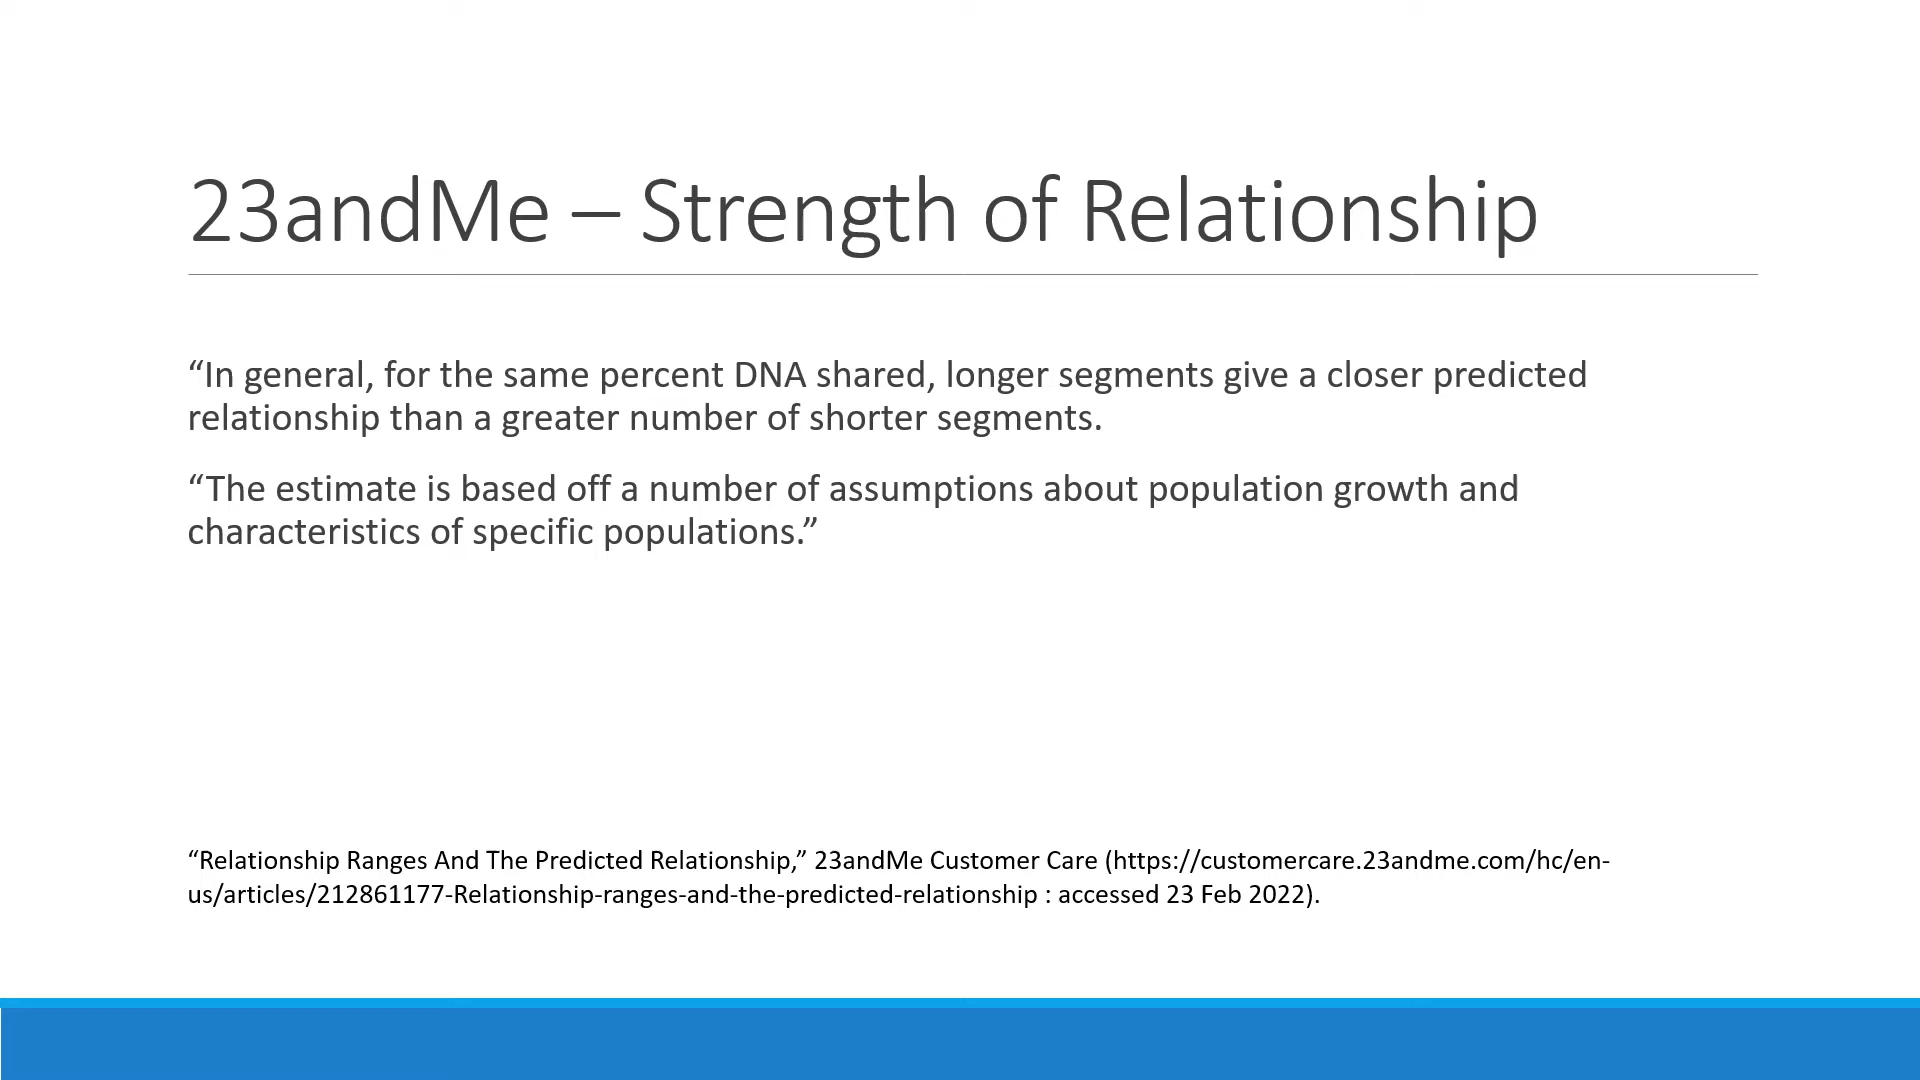 23andMe – Strength of Relationship
“In general, for the same percent DNA shared, longer segments give a closer predicted
relationship than a greater number of shorter segments.
“The estimate is based off a number of assumptions about population growth and
characteristics of specific populations.”
“Relationship Ranges And The Predicted Relationship,” 23andMe Customer Care (https://customercare.23andme.com/hc/en-
us/articles/212861177-Relationship-ranges-and-the-predicted-relationship : accessed 23 Feb 2022).